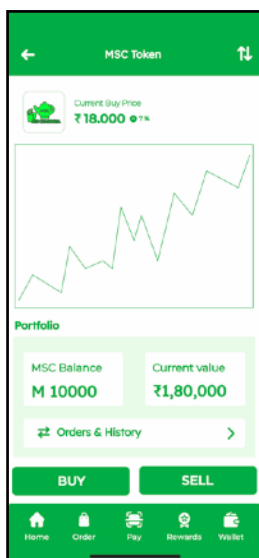 MSC Token
Current Buy Price
₹18.000
Portfolio
MSC Balance
M 10000
Current value
₹1,80,000
Orders & History
BUY
SELL
Home
Order
Pay
Rewards
Wallet